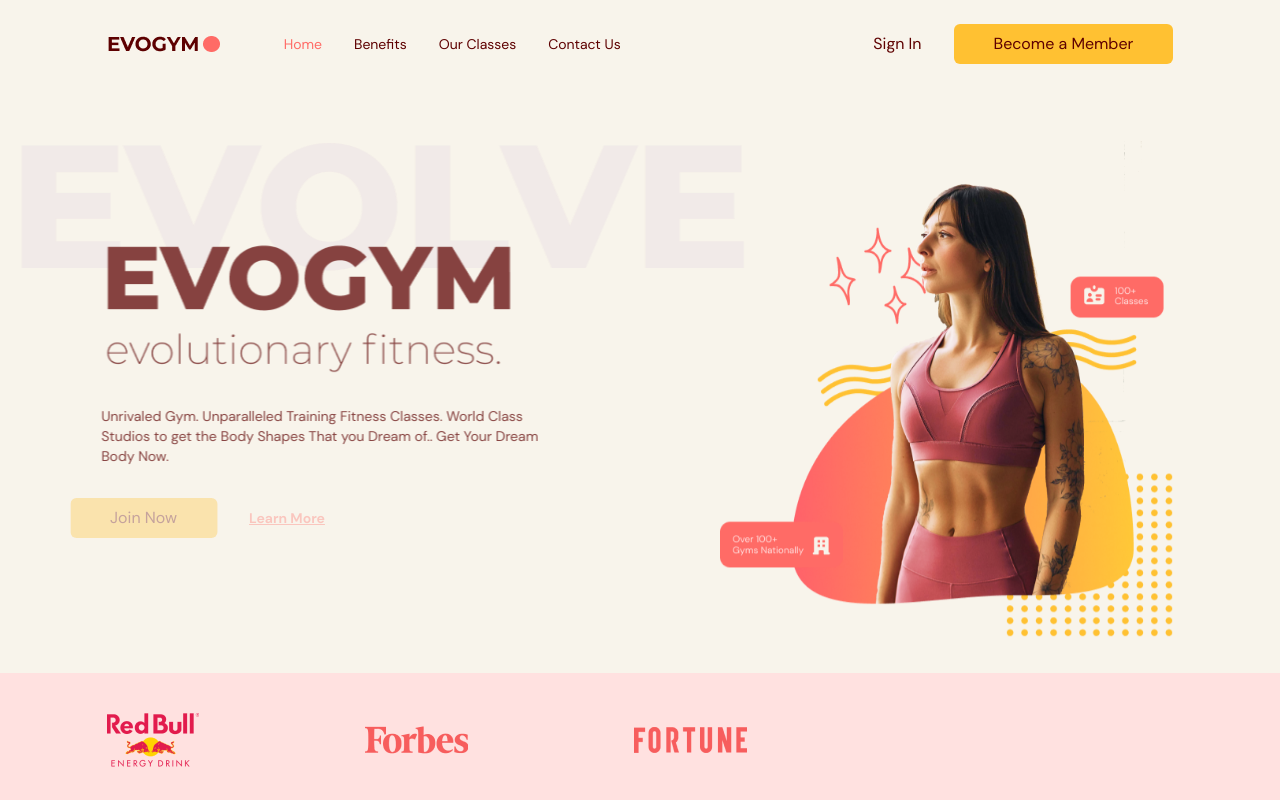 EVOGYM
Home
Benefits
Our Classes
Contact Us
Sign In
Become a Member
EVOLVE
EVOGYM
evolutionary fitness.
Unrivaled Gym. Unparalleled Training Fitness Classes. World Class
Studios to get the Body Shapes That you Dream of.. Get Your Dream
Body Now.
Join Now
Learn More
100+
Classes
Over 100+
Gyms Nationally
Red Bull®
ENERGY DRINK
Forbes
FORTUNE